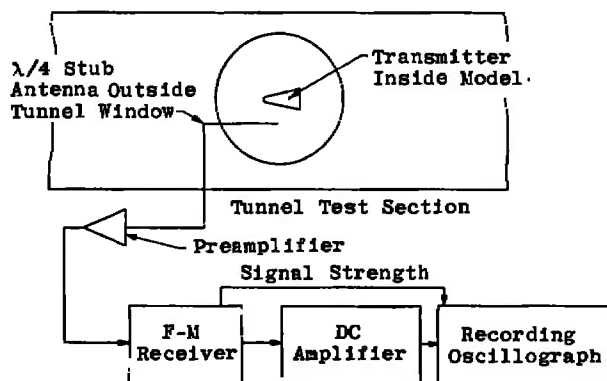 λ/4 Stub
Antenna Outside
Tunnel Window
Transmitter
Inside Model.
Tunnel Test Section
Preamplifier
Signal Strength
F-M
Receiver
DC
Amplifier
Recording
Oscillograph